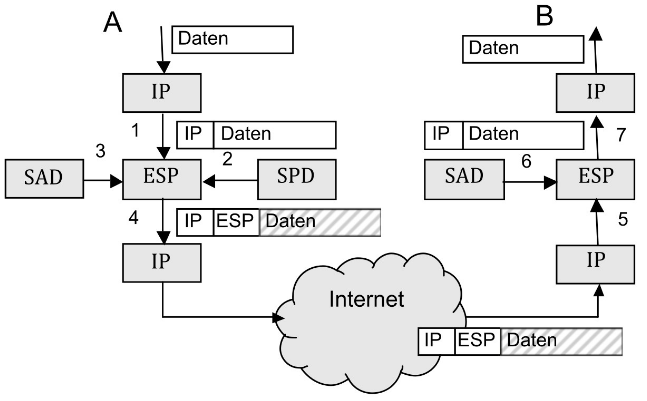 A
Daten
IP
1
IP Daten
3
2
SAD
ESP
SPD
4
IP ESP Daten
IP
Internet
B
Daten
IP
7
IP Daten
6
SAD
ESP
5
IP
IP ESP Daten